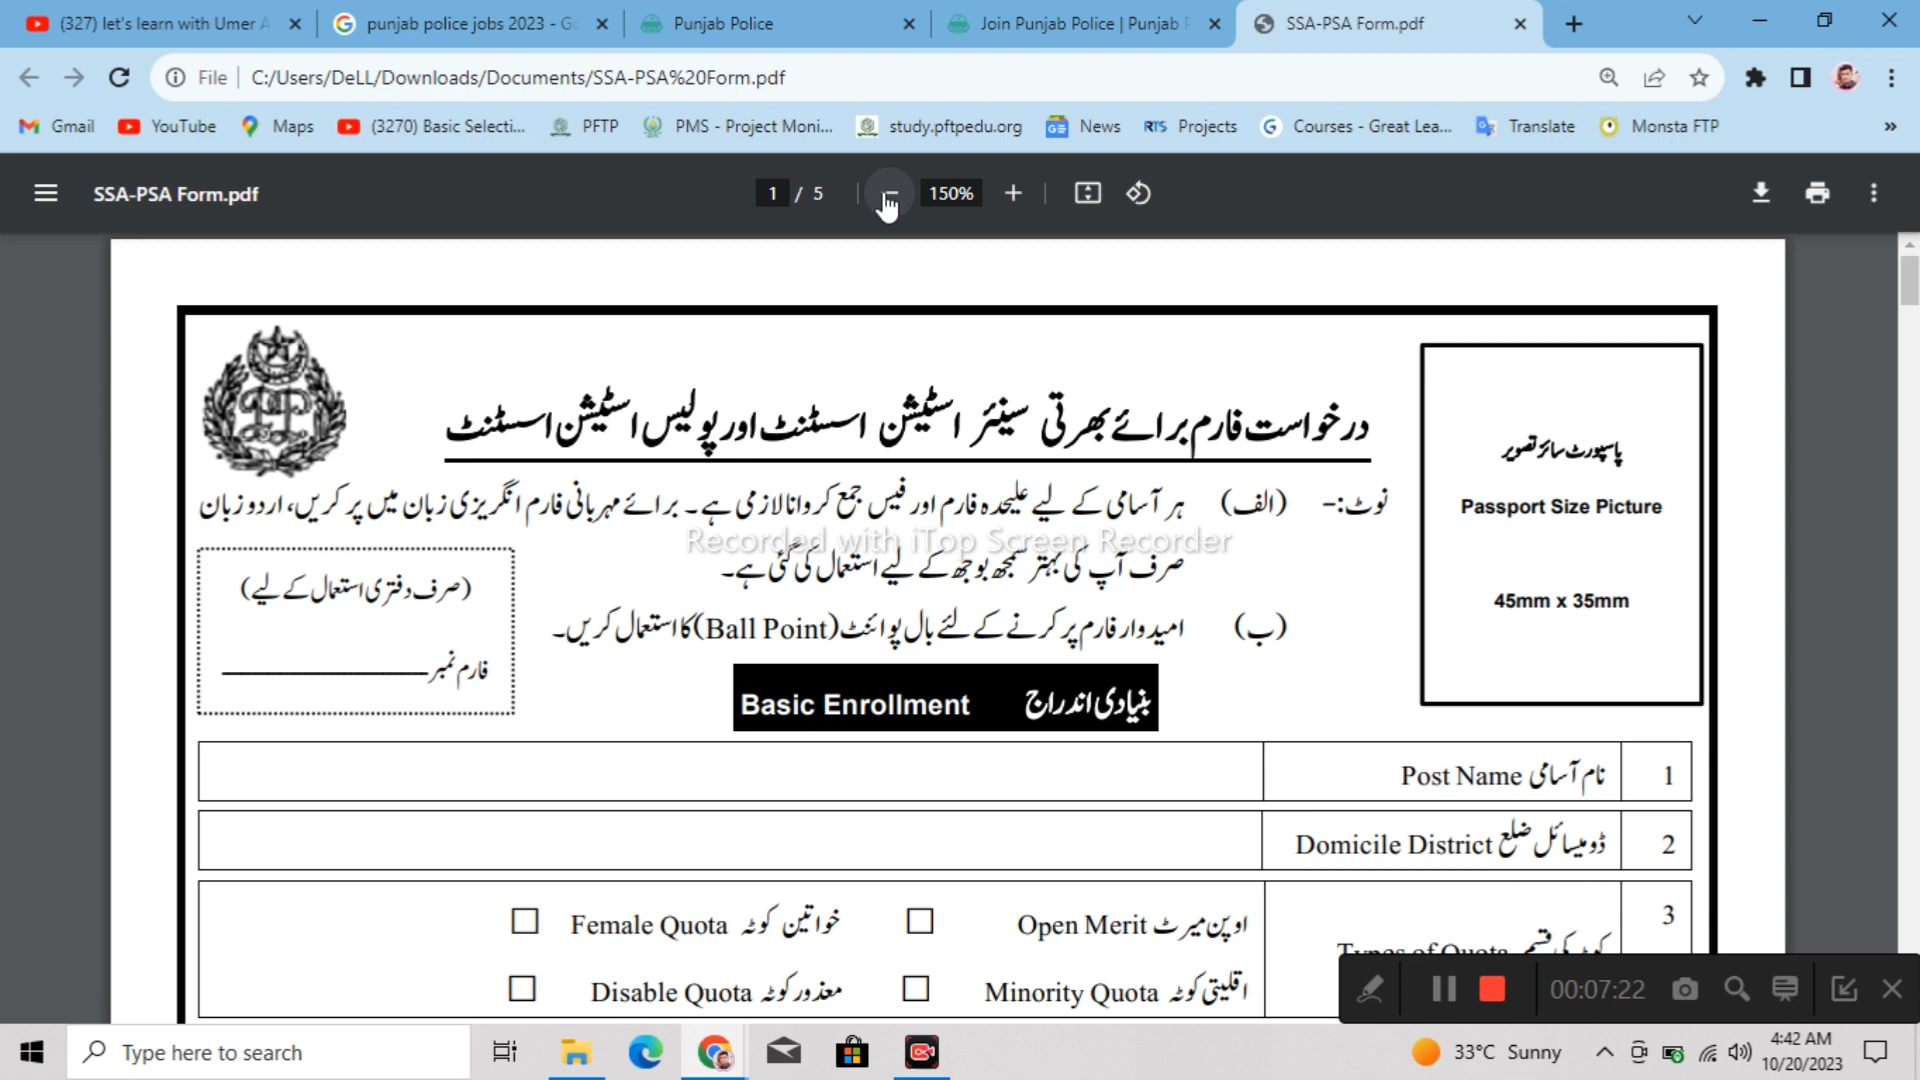 (327) let's learn with Umer A
punjab police jobs 2023 - Go
Punjab Police
Join Punjab Police | Punjab P
SSA-PSA Form.pdf
File
C:/Users/DeLL/Downloads/Documents/SSA-PSA%20Form.pdf
Gmail
YouTube
Maps
(3270) Basic Selecti...
PFTP
PMS - Project Moni...
study.pftpedu.org
News
RTS Projects
Courses - Great Lea...
Translate
Monsta FTP
»
SSA-PSA Form.pdf
1 / 5
150%
درخواست فارم برائے بھرتی سینئر اسٹیشن اسسٹنٹ اور پولیس اسٹیشن اسسٹنٹ
پاسپورٹ سائز تصویر
Passport Size Picture
45mm x 35mm
نوٹ:- (الف) ہر آسامی کے لیے علیحدہ فارم اور فیس جمع کروانا لازمی ہے۔ برائے مہربانی فارم انگریزی زبان میں پر کریں، اردو زبان
صرف آپ کی بہتر سمجھ بوجھ کے لیے استعمال کی گئی ہے۔
(ب) امیدوار فارم پر کرنے کے لئے بال پوائنٹ (Ball Point) کا استعمال کریں۔
Recorded with iTop Screen Recorder
(صرف دفتری استعمال کے لیے)
فارم نمبر
Basic Enrollment بنیادی اندراج
1 نام آسامی Post Name
2 ڈومیسائل ضلع Domicile District
3 کوٹہ کی قسم Types of Quota
اوپن میرٹ Open Merit
خواتین کوٹہ Female Quota
اقلیتی کوٹہ Minority Quota
معذور کوٹہ Disable Quota
00:07:22
Type here to search
33°C Sunny
4:42 AM
10/20/2023